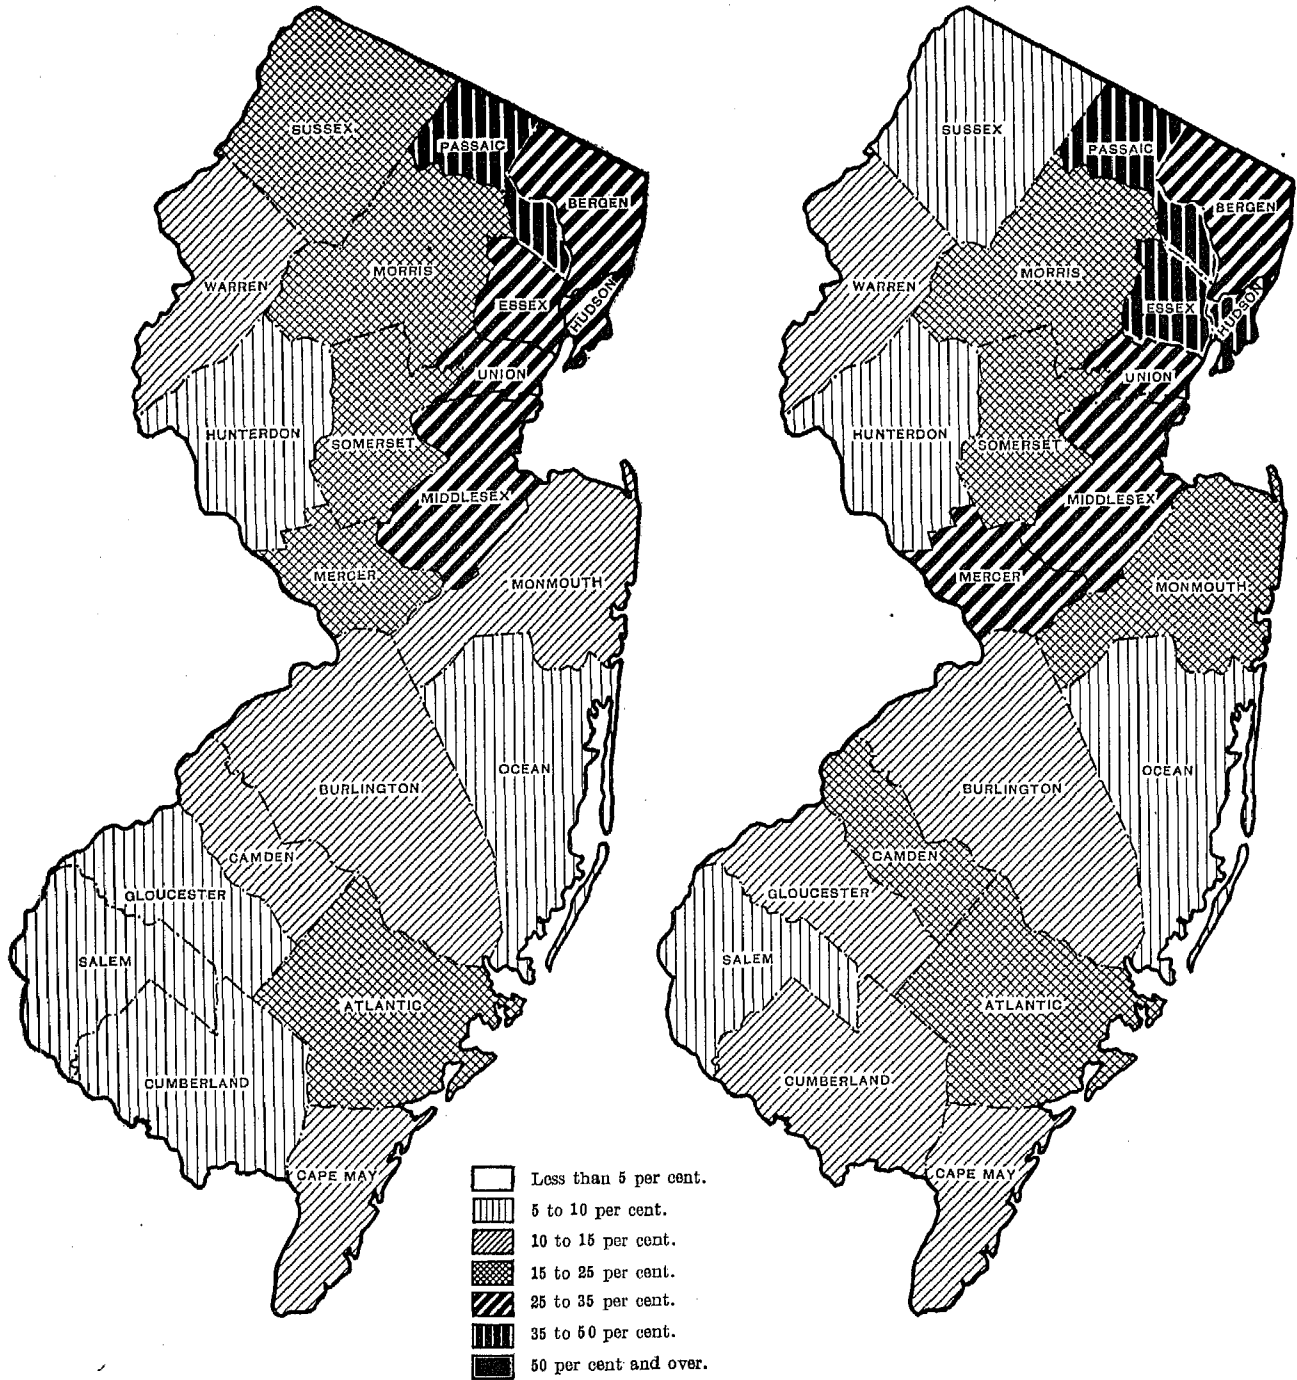 SUSSEX
PASSAIC
BERGEN
MORRIS
WARREN
ESSEX
HUDSON
UNION
HUNTERDON
SOMERSET
MIDDLESEX
MERCER
MONMOUTH
OCEAN
BURLINGTON
CAMDEN
GLOUCESTER
SALEM
ATLANTIC
CUMBERLAND
CAPE MAY
SUSSEX
PASSAIC
BERGEN
MORRIS
WARREN
ESSEX
HUDSON
UNION
HUNTERDON
SOMERSET
MIDDLESEX
MERCER
MONMOUTH
OCEAN
BURLINGTON
CAMDEN
GLOUCESTER
SALEM
ATLANTIC
CUMBERLAND
CAPE MAY
Less than 5 per cent.
5 to 10 per cent.
10 to 15 per cent.
15 to 25 per cent.
25 to 35 per cent.
35 to 50 per cent.
50 per cent and over.